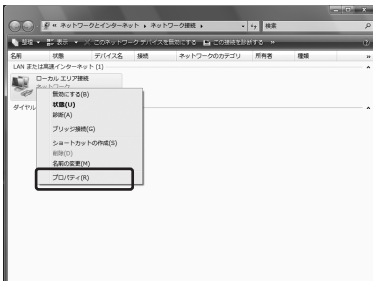 « ネットワークとインターネット ▸ ネットワーク接続 ▸ 検索
整理 ▾ 表示 ▾ × このネットワーク デバイスを無効にする この接続を診断する »
名前 状態 デバイス名 接続 ネットワークのカテゴリ 所有者 種類 »
LAN または高速インターネット (1)
ローカル エリア接続
ネットワーク
無効にする(B)
状態(U)
診断(A)
ブリッジ接続(G)
ショートカットの作成(S)
削除(D)
名前の変更(M)
プロパティ(R)
ダイヤル